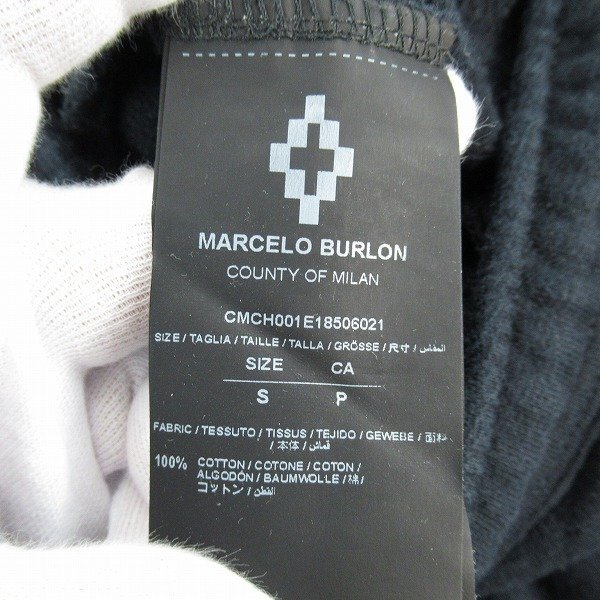 MARCELO BURLON
COUNTY OF MILAN
CMCH001E18506021
SIZE / TAGLIA / TAILLE / TALLA / GRÖSSE / 尺寸 / المقاس
SIZE CA
S P
FABRIC / TESSUTO / TISSUS / TEJIDO / GEWEBE / 面料
/ 本体 / قماش
100% COTTON / COTONE / COTON /
ALGODÓN / BAUMWOLLE / 棉 /
コットン / القطن